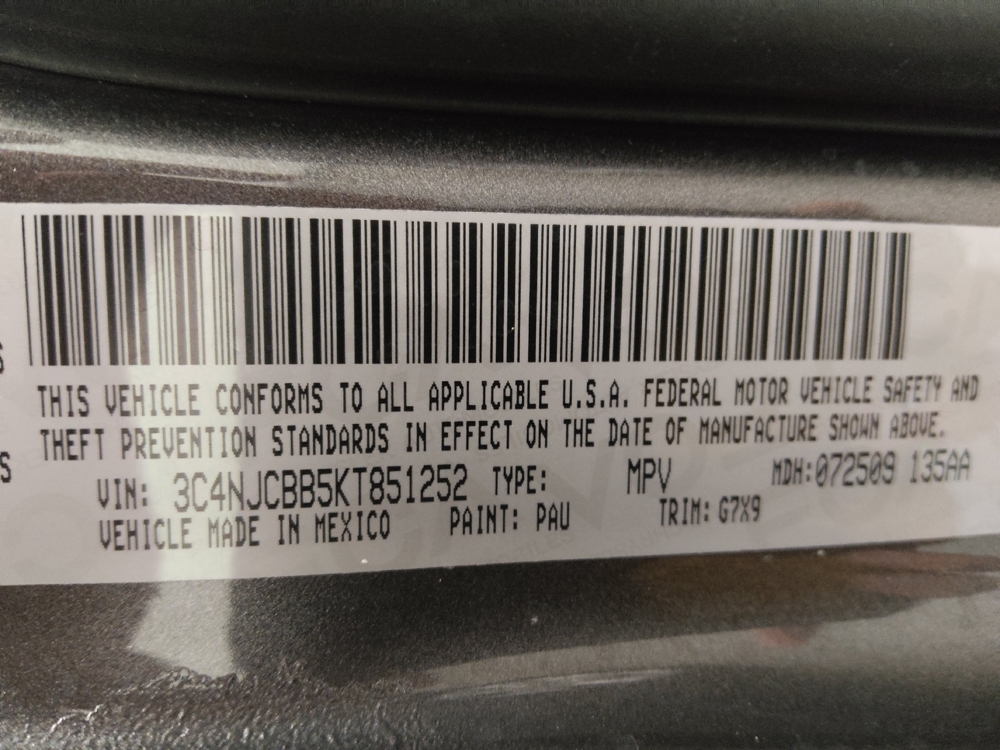 THIS VEHICLE CONFORMS TO ALL APPLICABLE U.S.A. FEDERAL MOTOR VEHICLE SAFETY AND
THEFT PREVENTION STANDARDS IN EFFECT ON THE DATE OF MANUFACTURE SHOWN ABOVE.
VIN: 3C4NJCBB5KT851252 TYPE: MPV MDH:072509 135AA
VEHICLE MADE IN MEXICO PAINT: PAU TRIM: G7X9